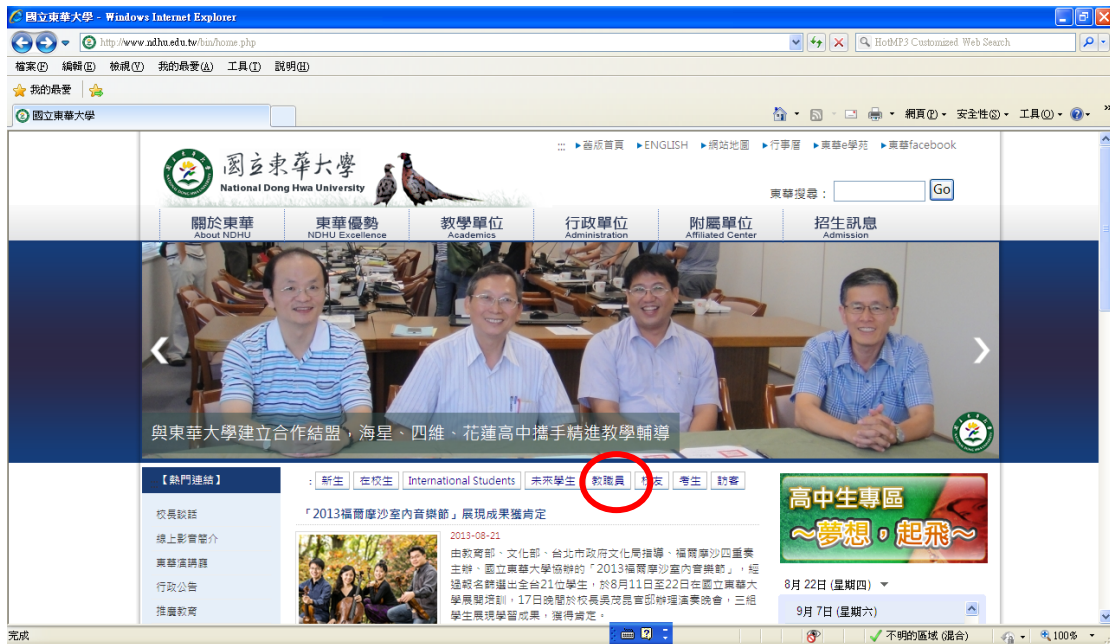 國立東華大學 - Windows Internet Explorer
http://www.ndhu.edu.tw/bin/home.php
HotMP3 Customized Web Search
檔案(F) 編輯(E) 檢視(V) 我的最愛(A) 工具(T) 說明(H)
我的最愛
國立東華大學
網頁(P) 安全性(S) 工具(O)
::: ▶舊版首頁 ▶ENGLISH ▶網站地圖 ▶行事曆 ▶東華e學苑 ▶東華facebook
國立東華大學
National Dong Hwa University
東華搜尋: Go
關於東華 東華優勢 教學單位 行政單位 附屬單位 招生訊息
About NDHU NDHU Excellence Academics Administration Affiliated Center Admission
與東華大學建立合作結盟,海星、四維、花蓮高中攜手精進教學輔導
【熱門連結】
校長談話
線上影音簡介
東華演講廳
行政公告
推廣教育
: 新生 在校生 International Students 未來學生 教職員 友 考生 訪客
「2013福爾摩沙室內音樂節」展現成果獲肯定
2013-08-21
由教育部、文化部、台北市政府文化局指導、福爾摩沙四重奏
主辦、國立東華大學協辦的「2013福爾摩沙室內音樂節」,經
過報名篩選出全台21位學生,於8月11日至22日在國立東華大
學展開培訓,17日晚間於校長吳茂昆官邸辦理演奏晚會,三組
學生展現學習成果,獲得肯定。
高中生專區
~夢想,起飛~
8月 22日 (星期四)
9月 7日 (星期六)
完成
不明的區域 (混合)
100%